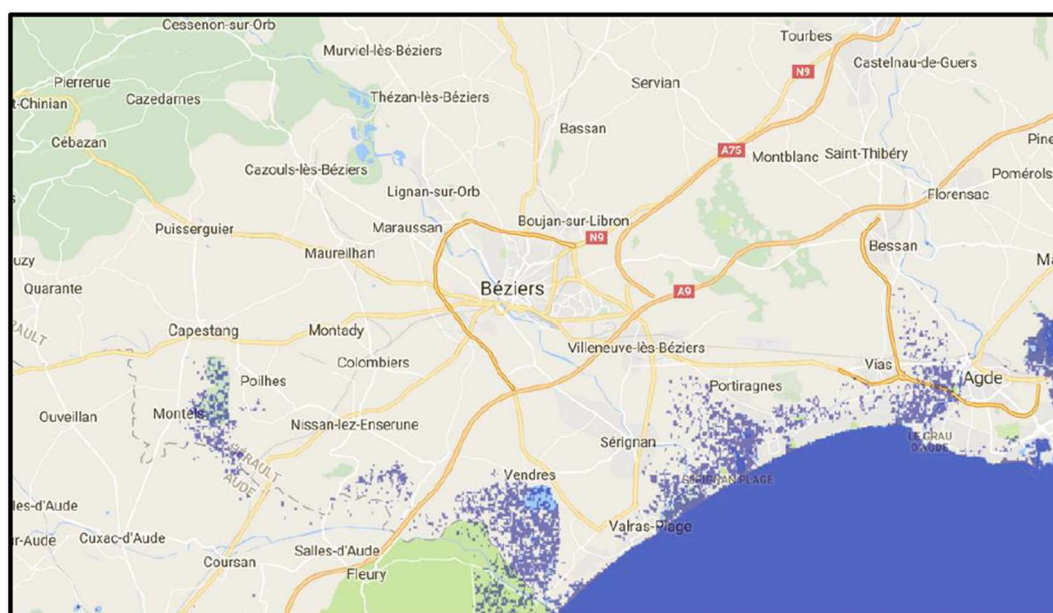 Cessenon-sur-Orb
Tourbes
Murviel-lès-Béziers
Castelnau-de-Guers
N9
Pierrerue
Servian
t-Chinian
Cazedarnes
Thézan-lès-Béziers
Bassan
Cébazan
A75
Montblanc
Saint-Thibéry
Pine
Cazouls-lès-Béziers
Pomérols
Lignan-sur-Orb
Florensac
Puisserguier
Maraussan
Boujan-sur-Libron
N9
Bessan
Maureilhan
uzy
Ma
Quarante
Béziers
A9
Capestang
Montady
Villeneuve-lès-Béziers
Colombiers
Vias
Poilhes
Portiragnes
Agde
Ouveillan
Montels
Nissan-lez-Enserune
HÉRAULT
AUDE
Sérignan
LE GRAU
D'AGDE
Vendres
SÉRIGNAN PLAGE
les-d'Aude
Valras-Plage
ur-Aude
Cuxac-d'Aude
Salles-d'Aude
Coursan
Fleury